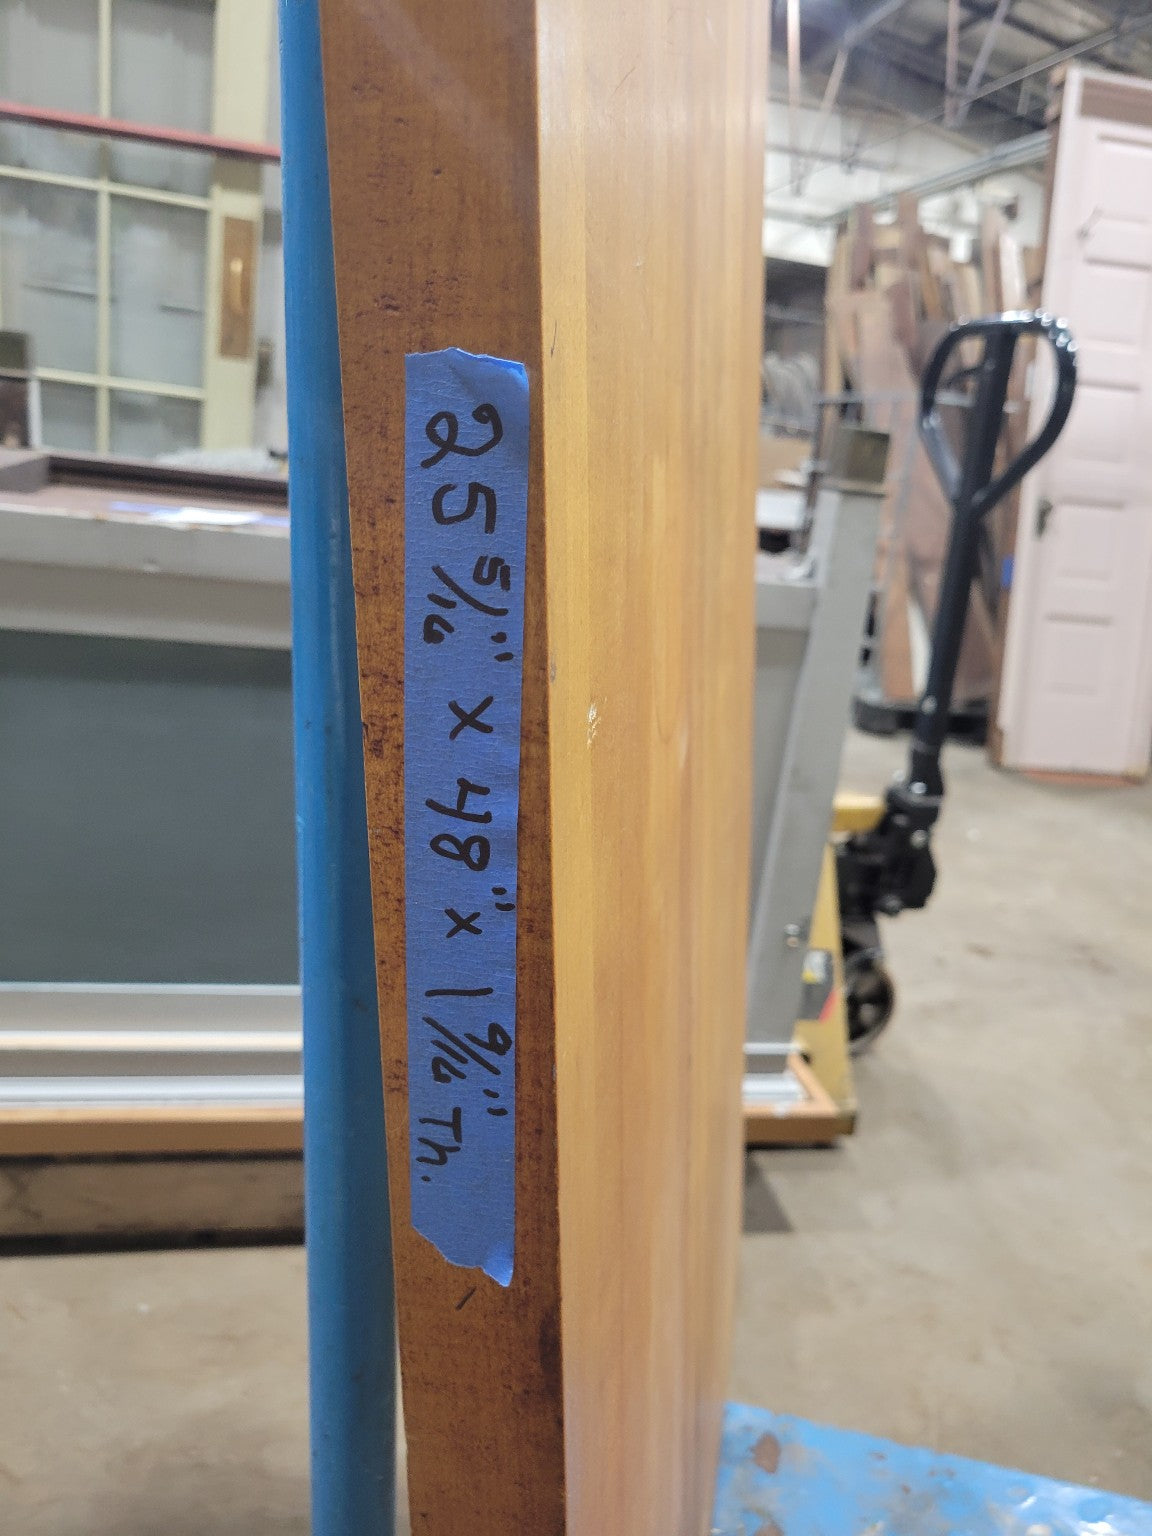 25 5/16" x 48" x 1 9/16" Th.